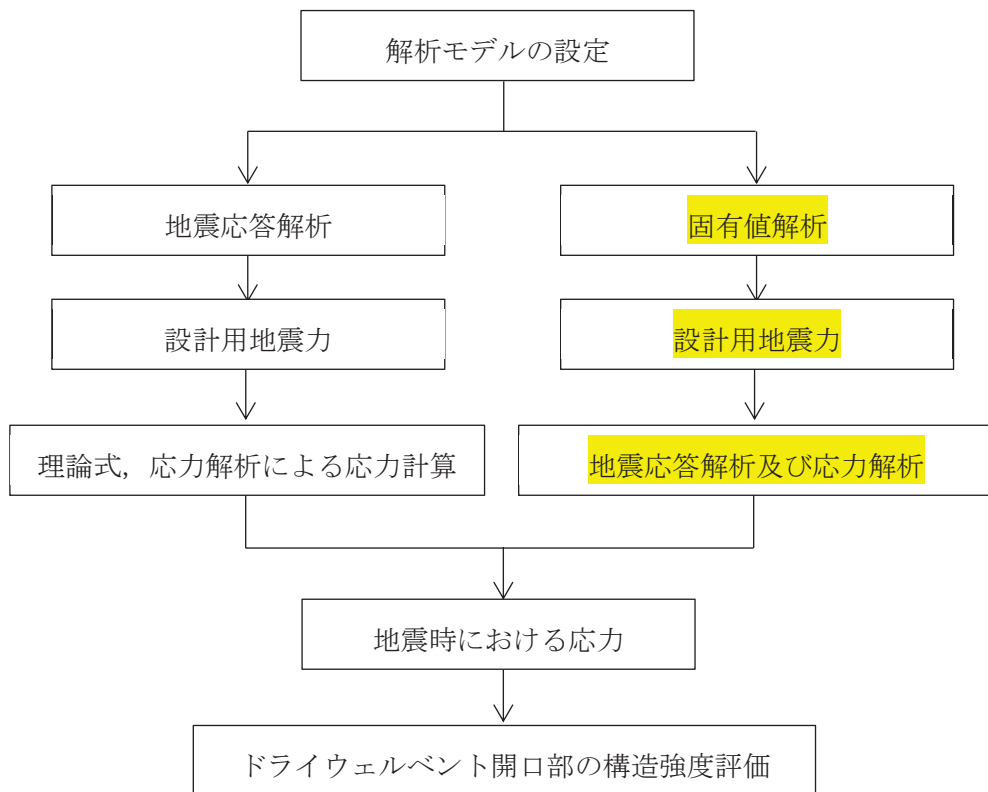 解析モデルの設定
地震応答解析
固有値解析
設計用地震力
設計用地震力
理論式，応力解析による応力計算
地震応答解析及び応力解析
地震時における応力
ドライウェルベント開口部の構造強度評価